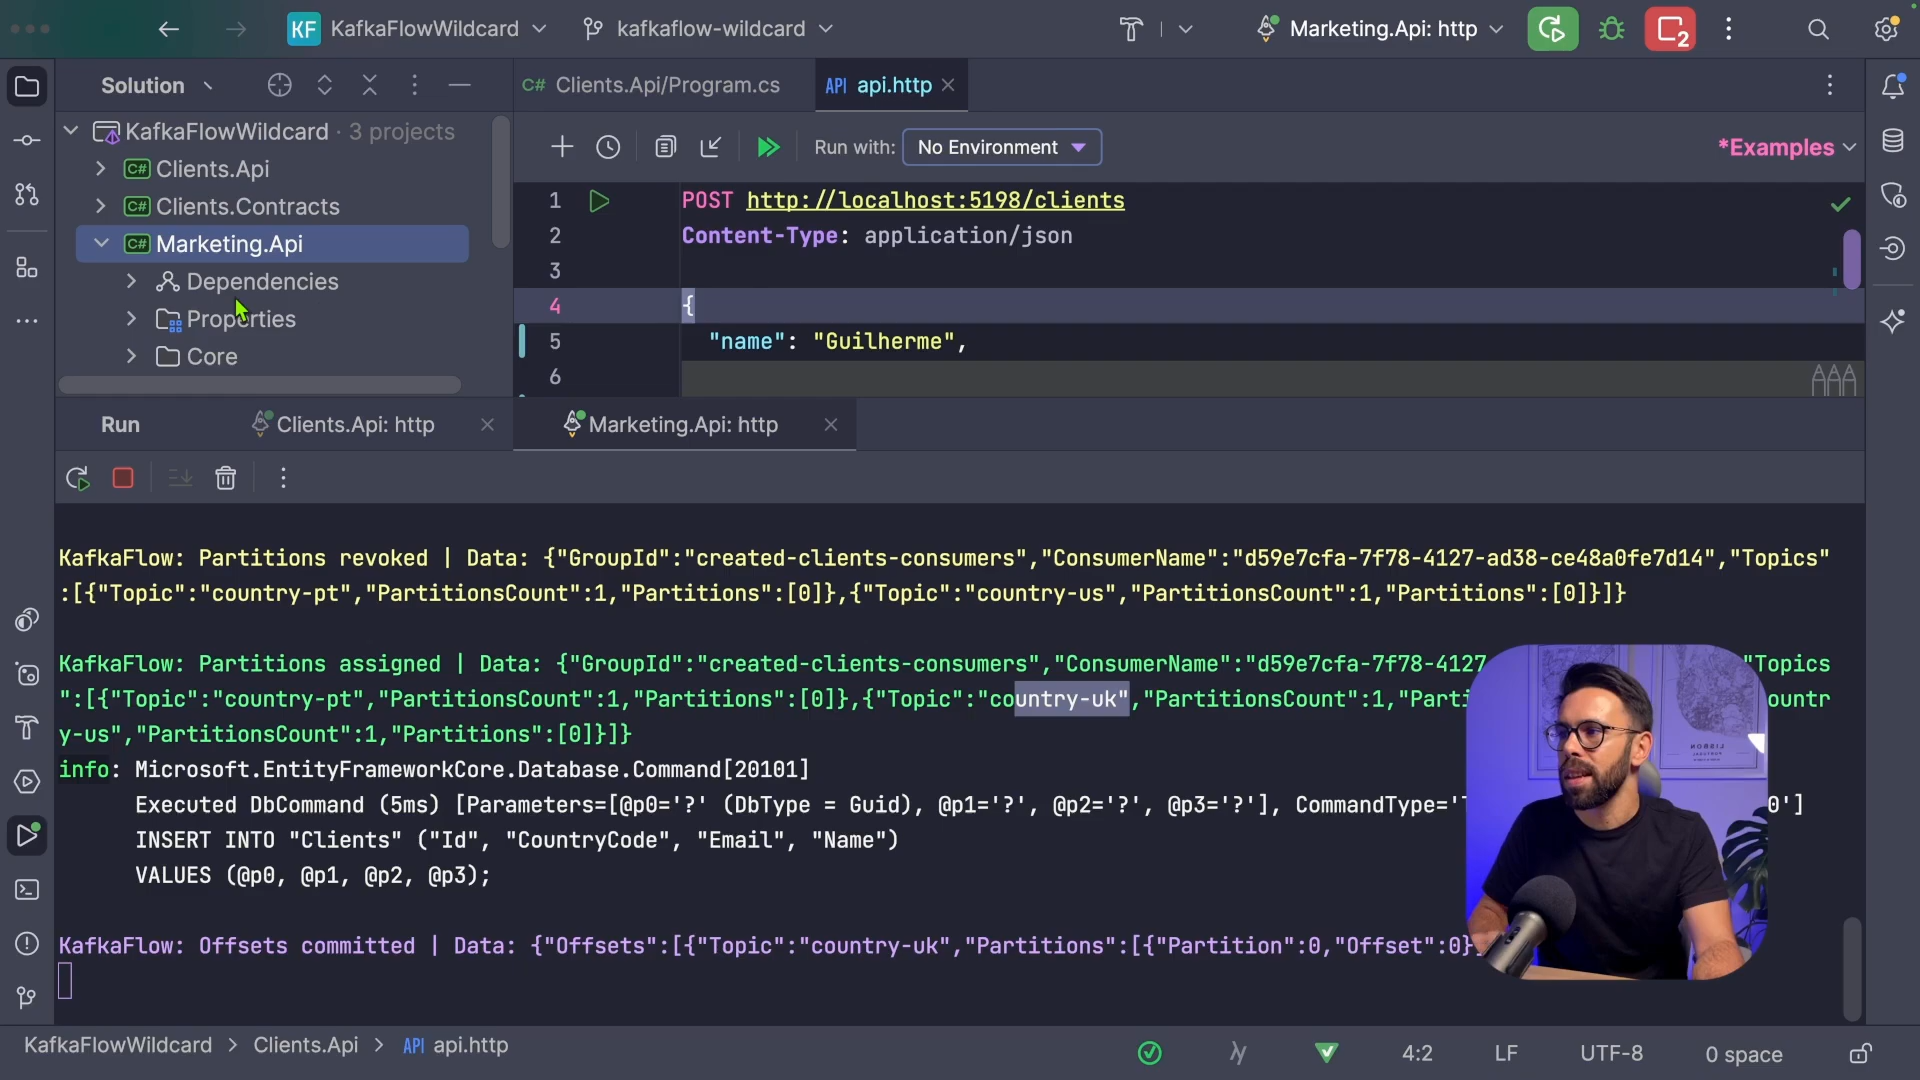 KF KafkaFlowWildcard kafkaflow-wildcard Marketing.Api: http 2
Solution
C# Clients.Api/Program.cs API api.http
KafkaFlowWildcard · 3 projects
C# Clients.Api
C# Clients.Contracts
C# Marketing.Api
Dependencies
Properties
Core
Run with: No Environment *Examples
1 POST http://localhost:5198/clients
2 Content-Type: application/json
3
4 {
5 "name": "Guilherme",
6
Run Clients.Api: http Marketing.Api: http
KafkaFlow: Partitions revoked | Data: {"GroupId":"created-clients-consumers","ConsumerName":"d59e7cfa-7f78-4127-ad38-ce48a0fe7d14","Topics"
:[{"Topic":"country-pt","PartitionsCount":1,"Partitions":[0]},{"Topic":"country-us","PartitionsCount":1,"Partitions":[0]}]}
KafkaFlow: Partitions assigned | Data: {"GroupId":"created-clients-consumers","ConsumerName":"d59e7cfa-7f78-4127 "Topics
":[{"Topic":"country-pt","PartitionsCount":1,"Partitions":[0]},{"Topic":"country-uk","PartitionsCount":1,"Parti ountr
y-us","PartitionsCount":1,"Partitions":[0]}]}
info: Microsoft.EntityFrameworkCore.Database.Command[20101]
Executed DbCommand (5ms) [Parameters=[@p0='?' (DbType = Guid), @p1='?', @p2='?', @p3='?'], CommandType=' 0']
INSERT INTO "Clients" ("Id", "CountryCode", "Email", "Name")
VALUES (@p0, @p1, @p2, @p3);
KafkaFlow: Offsets committed | Data: {"Offsets":[{"Topic":"country-uk","Partitions":[{"Partition":0,"Offset":0}
KafkaFlowWildcard > Clients.Api > API api.http 4:2 LF UTF-8 0 space